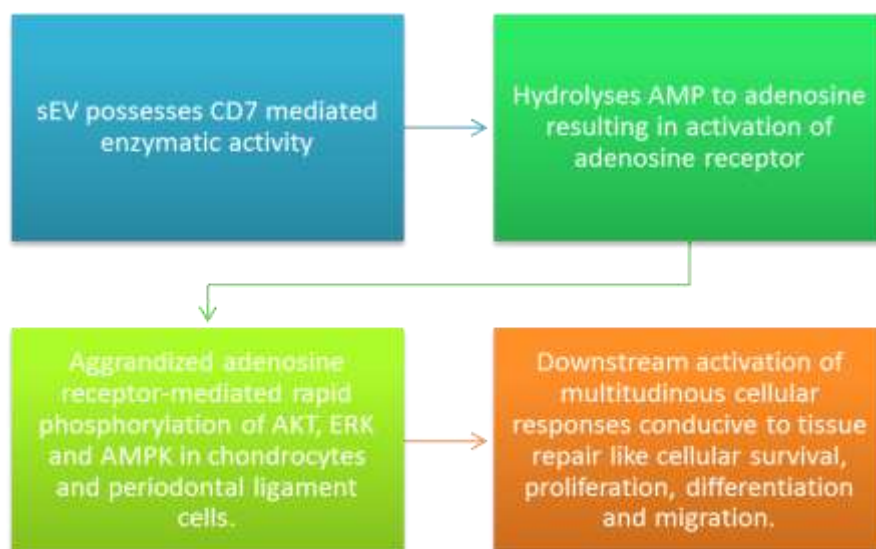 sEV possesses CD7 mediated
enzymatic activity
Hydrolyses AMP to adenosine
resulting in activation of
adenosine receptor
Aggrandized adenosine
receptor-mediated rapid
phosphorylation of AKT, ERK
and AMPK in chondrocytes
and periodontal ligament
cells.
Downstream activation of
multitudinous cellular
responses conducive to tissue
repair like cellular survival,
proliferation, differentiation
and migration.